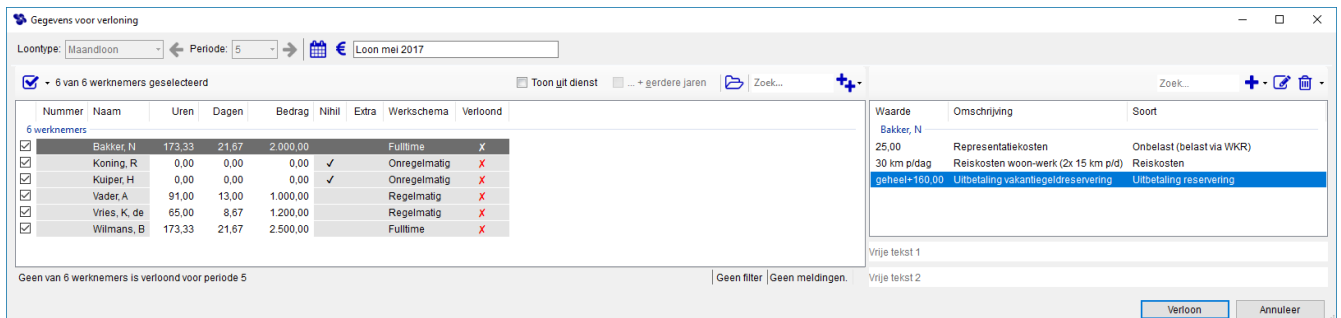 Gegevens voor verloning
Loontype: Maandloon Periode: 5 € Loon mei 2017
6 van 6 werknemers geselecteerd Toon uit dienst ... + eerdere jaren Zoek... Zoek...
Nummer Naam Uren Dagen Bedrag Nihil Extra Werkschema Verloond
6 werknemers
Bakker, N 173,33 21,67 2.000,00 Fulltime ✗
Koning, R 0,00 0,00 0,00 ✓ Onregelmatig ✗
Kuiper, H 0,00 0,00 0,00 ✓ Onregelmatig ✗
Vader, A 91,00 13,00 1.000,00 Regelmatig ✗
Vries, K, de 65,00 8,67 1.200,00 Regelmatig ✗
Wilmans, B 173,33 21,67 2.500,00 Fulltime ✗
Geen van 6 werknemers is verloond voor periode 5 Geen filter Geen meldingen.
Waarde Omschrijving Soort
Bakker, N
25,00 Representatiekosten Onbelast (belast via WKR)
30 km p/dag Reiskosten woon-werk (2x 15 km p/d) Reiskosten
geheel+160,00 Uitbetaling vakantiegeldreservering Uitbetaling reservering
Vrije tekst 1
Vrije tekst 2
Verloon Annuleer